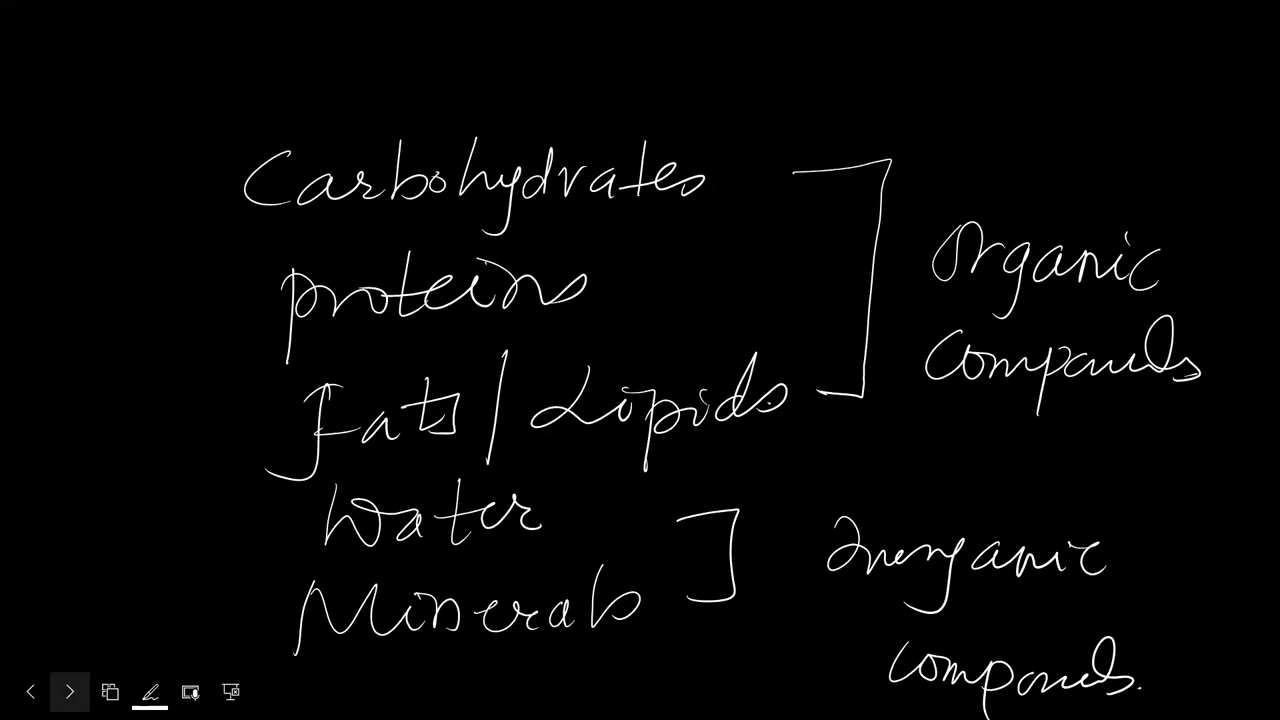 Carbohydrates
proteins
Organic
compounds
Fats / Lipids
Water
Inorganic
Minerals
compounds.